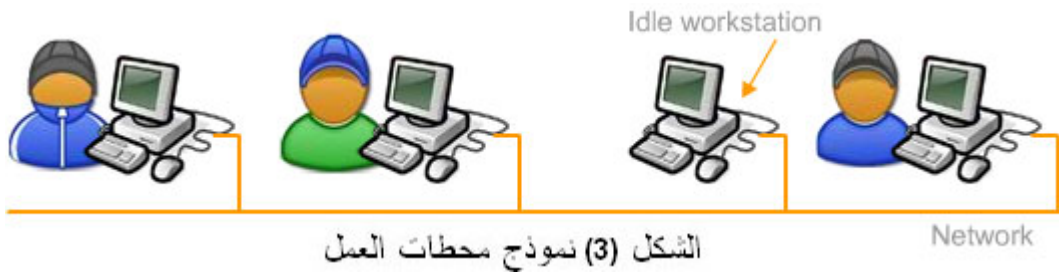 Idle workstation
Network
الشكل (3) نموذج محطات العمل